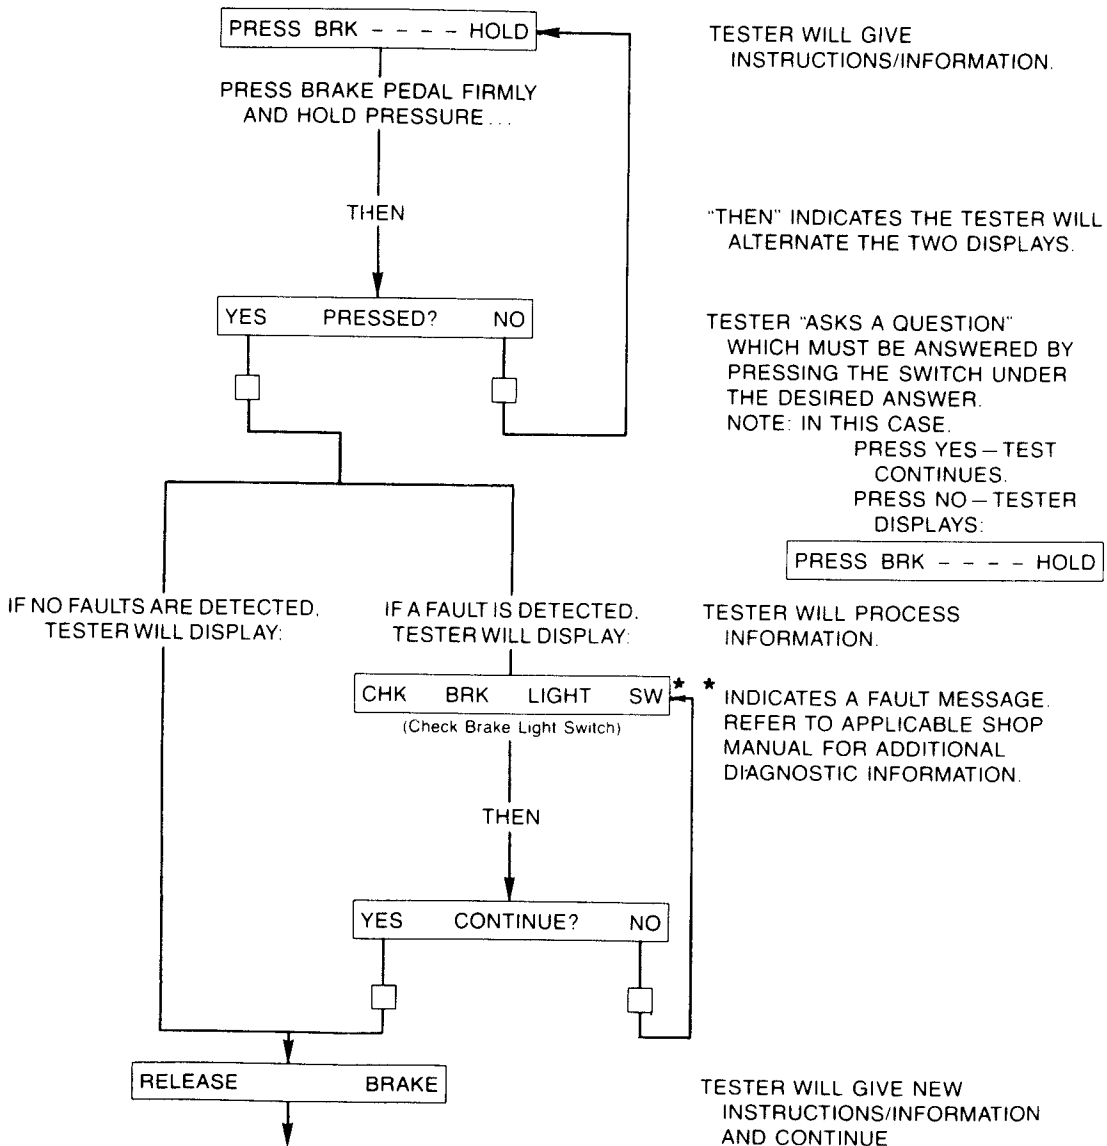 PRESS BRK - - - - HOLD
TESTER WILL GIVE
INSTRUCTIONS/INFORMATION.
PRESS BRAKE PEDAL FIRMLY
AND HOLD PRESSURE...
THEN
"THEN" INDICATES THE TESTER WILL
ALTERNATE THE TWO DISPLAYS.
YES PRESSED? NO
TESTER "ASKS A QUESTION"
WHICH MUST BE ANSWERED BY
PRESSING THE SWITCH UNDER
THE DESIRED ANSWER.
NOTE: IN THIS CASE.
PRESS YES – TEST
CONTINUES.
PRESS NO – TESTER
DISPLAYS:
PRESS BRK - - - - HOLD
IF NO FAULTS ARE DETECTED.
TESTER WILL DISPLAY:
IF A FAULT IS DETECTED.
TESTER WILL DISPLAY:
TESTER WILL PROCESS
INFORMATION.
CHK BRK LIGHT SW *
(Check Brake Light Switch)
* INDICATES A FAULT MESSAGE.
REFER TO APPLICABLE SHOP
MANUAL FOR ADDITIONAL
DIAGNOSTIC INFORMATION.
THEN
YES CONTINUE? NO
RELEASE BRAKE
TESTER WILL GIVE NEW
INSTRUCTIONS/INFORMATION
AND CONTINUE